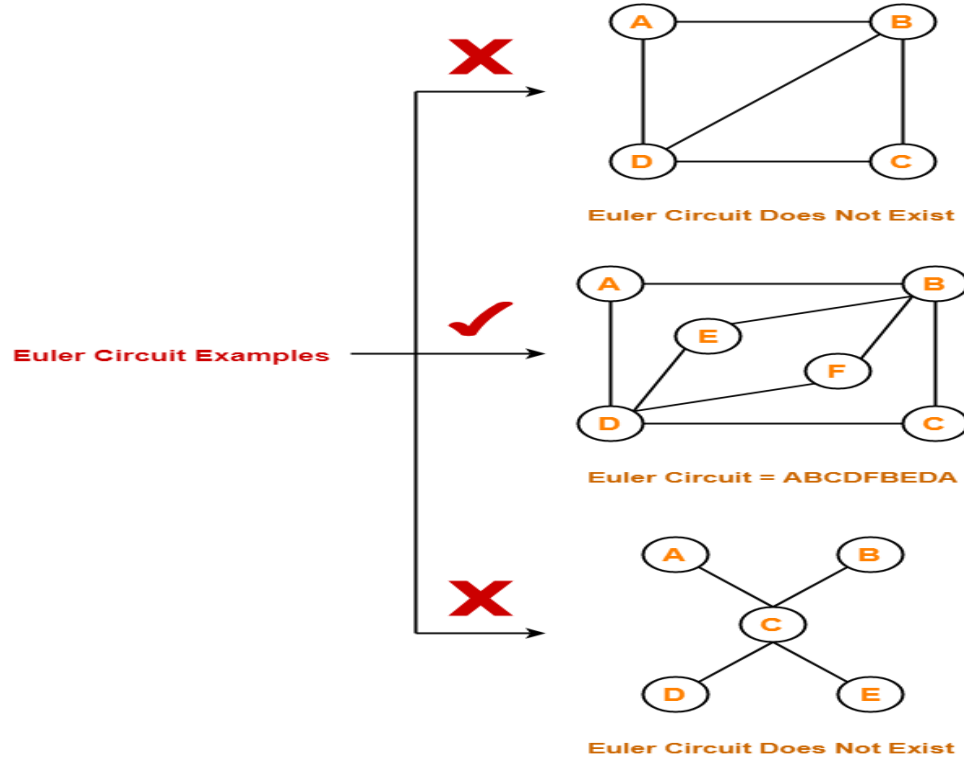 A
B
D
C
Euler Circuit Does Not Exist
A
B
E
F
D
C
Euler Circuit Examples
Euler Circuit = ABCDFBEDA
A
B
C
D
E
Euler Circuit Does Not Exist